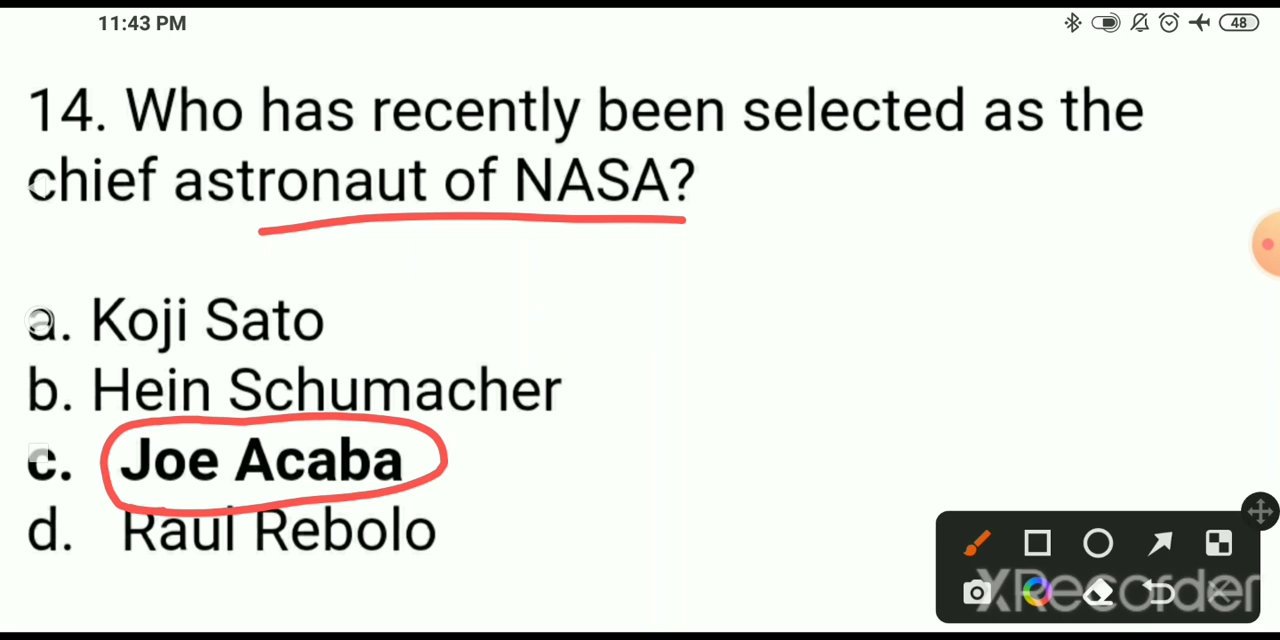 11:43 PM
48
14. Who has recently been selected as the
chief astronaut of NASA?
a. Koji Sato
b. Hein Schumacher
c. Joe Acaba
d. Raul Rebolo
XRecorder